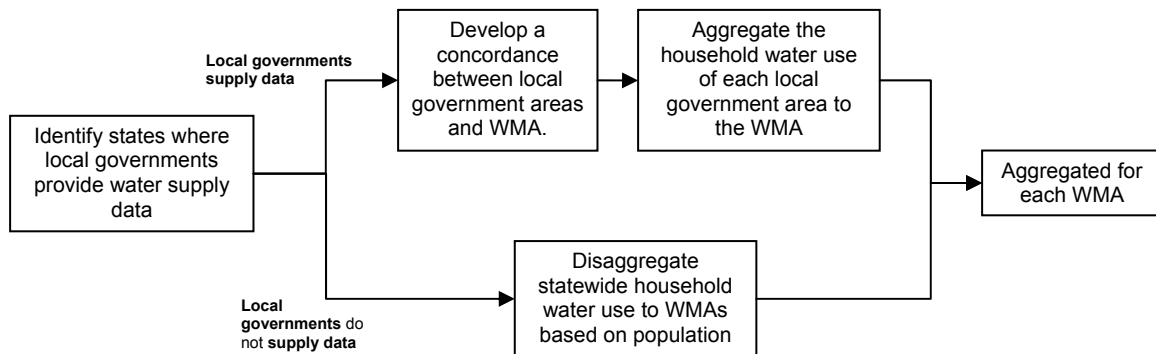 Identify states where
local governments
provide water supply
data
Local governments
supply data
Develop a
concordance
between local
government areas
and WMA.
Aggregate the
household water use
of each local
government area to
the WMA
Local
governments do
not supply data
Disaggregate
statewide household
water use to WMAs
based on population
Aggregated for
each WMA